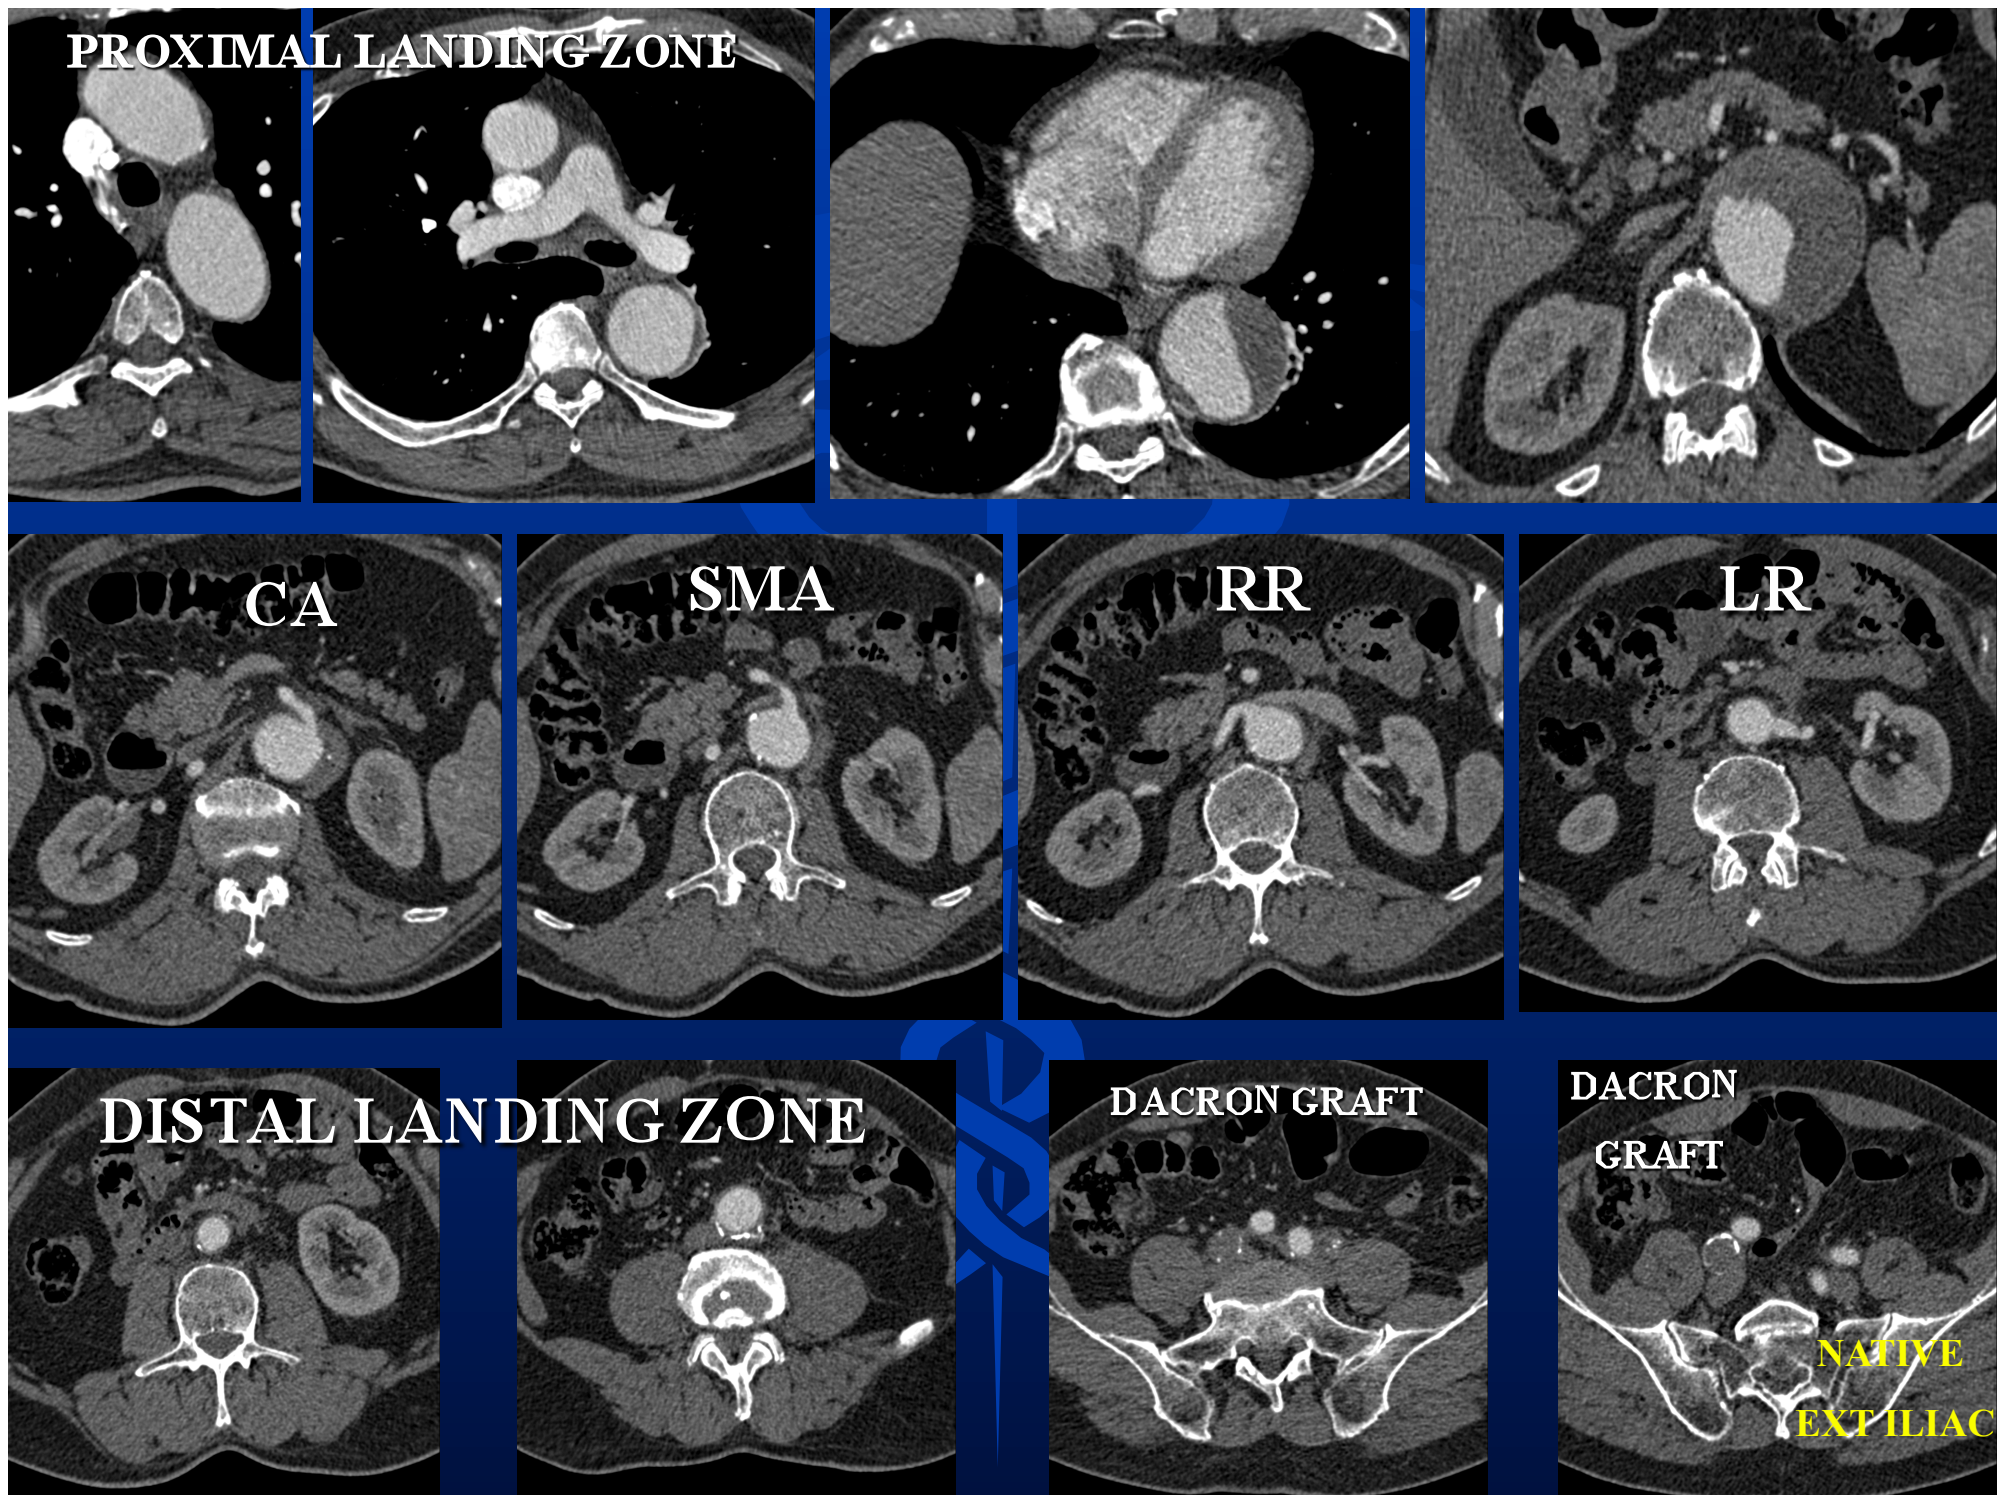 PROXIMAL LANDING ZONE
CA
SMA
RR
LR
DISTAL LANDING ZONE
DACRON GRAFT
DACRON
GRAFT
NATIVE
EXT ILIAC